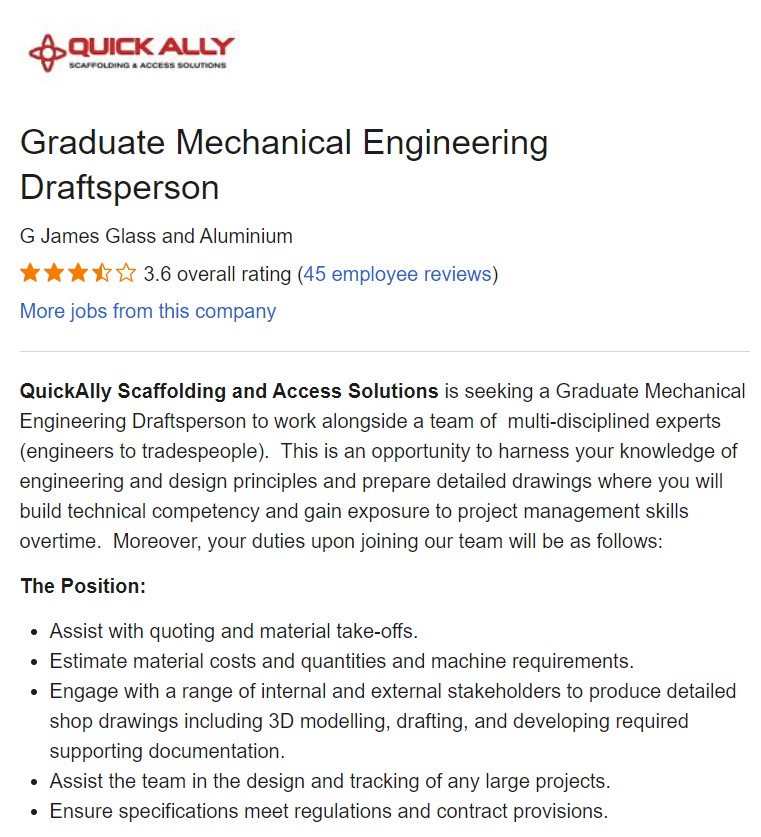 QUICK ALLY
SCAFFOLDING & ACCESS SOLUTIONS
Graduate Mechanical Engineering
Draftsperson
G James Glass and Aluminium
3.6 overall rating (45 employee reviews)
More jobs from this company
QuickAlly Scaffolding and Access Solutions is seeking a Graduate Mechanical
Engineering Draftsperson to work alongside a team of  multi-disciplined experts
(engineers to tradespeople).  This is an opportunity to harness your knowledge of
engineering and design principles and prepare detailed drawings where you will
build technical competency and gain exposure to project management skills
overtime.  Moreover, your duties upon joining our team will be as follows:
The Position:
• Assist with quoting and material take-offs.
• Estimate material costs and quantities and machine requirements.
• Engage with a range of internal and external stakeholders to produce detailed
shop drawings including 3D modelling, drafting, and developing required
supporting documentation.
• Assist the team in the design and tracking of any large projects.
• Ensure specifications meet regulations and contract provisions.